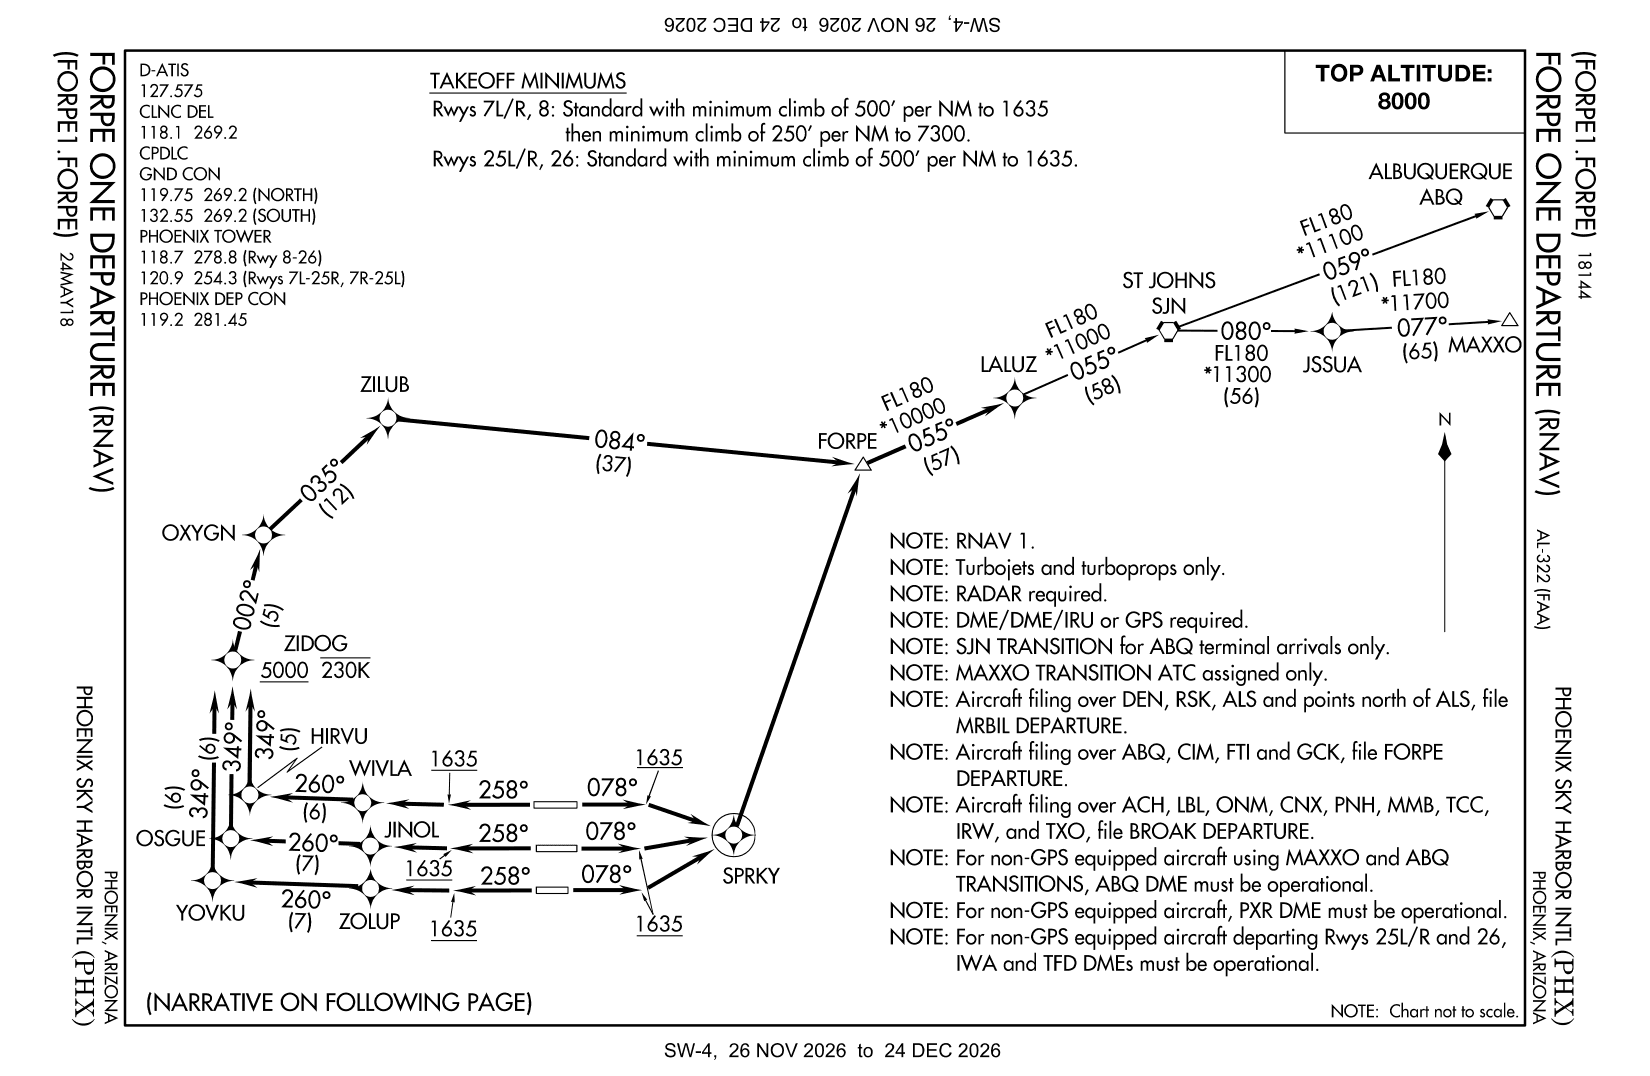 SW-4, 26 NOV 2026 to 24 DEC 2026
(FORPE1.FORPE) 24MAY18
FORPE ONE DEPARTURE (RNAV)
PHOENIX SKY HARBOR INTL (PHX)
PHOENIX, ARIZONA
D-ATIS
127.575
CLNC DEL
118.1 269.2
CPDLC
GND CON
119.75 269.2 (NORTH)
132.55 269.2 (SOUTH)
PHOENIX TOWER
118.7 278.8 (Rwy 8-26)
120.9 254.3 (Rwys 7L-25R, 7R-25L)
PHOENIX DEP CON
119.2 281.45
TAKEOFF MINIMUMS
Rwys 7L/R, 8: Standard with minimum climb of 500' per NM to 1635
then minimum climb of 250' per NM to 7300.
Rwys 25L/R, 26: Standard with minimum climb of 500' per NM to 1635.
TOP ALTITUDE:
8000
ALBUQUERQUE
ABQ
FL180
*11100
059°
(121)
ST JOHNS
SJN
FL180
*11700
077°
(65)
MAXXO
080°
FL180
*11300
(56)
JSSUA
FL180
*11000
055°
(58)
LALUZ
FL180
*10000
055°
(57)
FORPE
ZILUB
084°
(37)
035°
(12)
OXYGN
002°
(5)
ZIDOG
5000 230K
349°
(6)
349°
(6)
349°
(5)
HIRVU
260°
(6)
WIVLA
1635
258°
078°
1635
OSGUE
260°
(7)
JINOL
1635
258°
078°
SPRKY
YOVKU
260°
(7)
ZOLUP
1635
258°
078°
1635
N
NOTE: RNAV 1.
NOTE: Turbojets and turboprops only.
NOTE: RADAR required.
NOTE: DME/DME/IRU or GPS required.
NOTE: SJN TRANSITION for ABQ terminal arrivals only.
NOTE: MAXXO TRANSITION ATC assigned only.
NOTE: Aircraft filing over DEN, RSK, ALS and points north of ALS, file
MRBIL DEPARTURE.
NOTE: Aircraft filing over ABQ, CIM, FTI and GCK, file FORPE
DEPARTURE.
NOTE: Aircraft filing over ACH, LBL, ONM, CNX, PNH, MMB, TCC,
IRW, and TXO, file BROAK DEPARTURE.
NOTE: For non-GPS equipped aircraft using MAXXO and ABQ
TRANSITIONS, ABQ DME must be operational.
NOTE: For non-GPS equipped aircraft, PXR DME must be operational.
NOTE: For non-GPS equipped aircraft departing Rwys 25L/R and 26,
IWA and TFD DMEs must be operational.
(NARRATIVE ON FOLLOWING PAGE)
NOTE: Chart not to scale.
(FORPE1.FORPE) 18144
FORPE ONE DEPARTURE (RNAV)
AL-322 (FAA)
PHOENIX SKY HARBOR INTL (PHX)
PHOENIX, ARIZONA
SW-4, 26 NOV 2026 to 24 DEC 2026